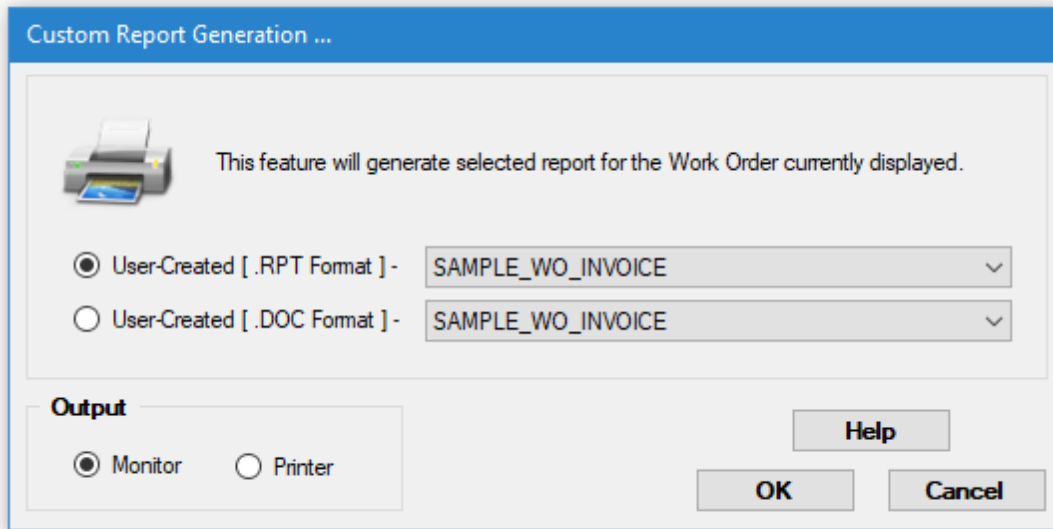 Custom Report Generation ...
This feature will generate selected report for the Work Order currently displayed.
User-Created [ .RPT Format ] - SAMPLE_WO_INVOICE
User-Created [ .DOC Format ] - SAMPLE_WO_INVOICE
Output
Monitor Printer
Help
OK Cancel